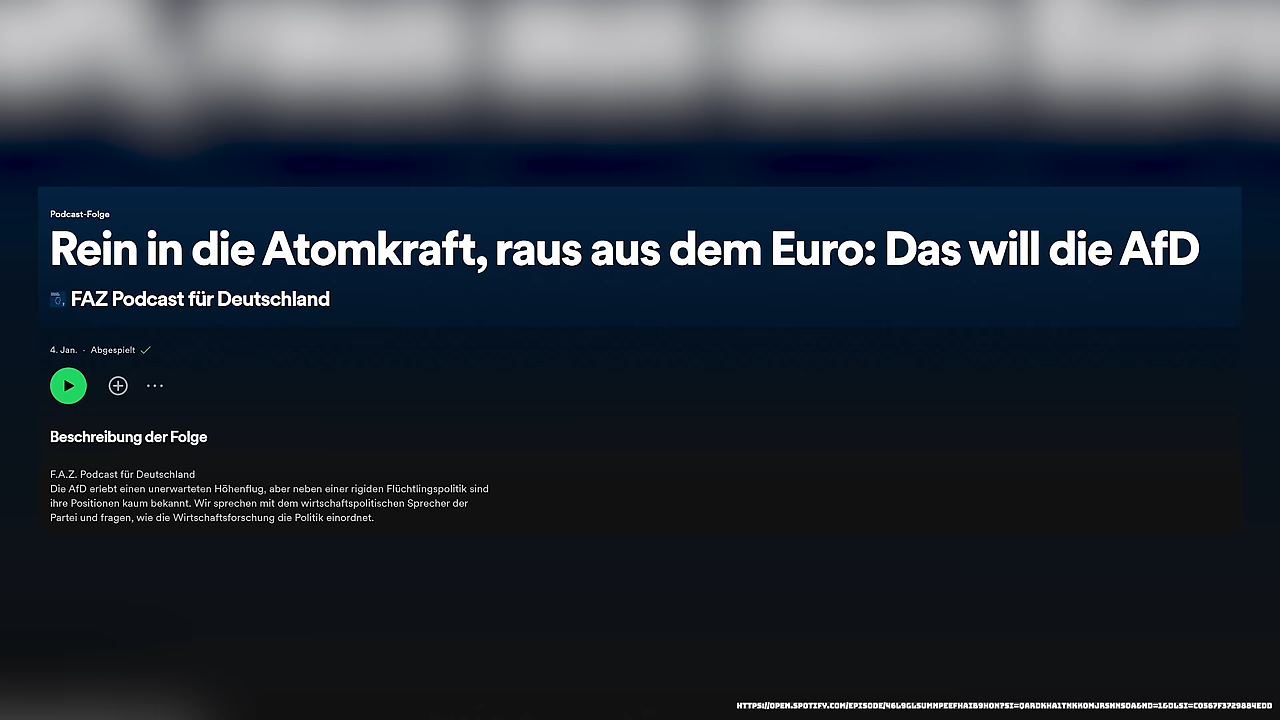 Podcast-Folge
Rein in die Atomkraft, raus aus dem Euro: Das will die AfD
FAZ Podcast für Deutschland
4. Jan. · Abgespielt
Beschreibung der Folge
F.A.Z. Podcast für Deutschland
Die AfD erlebt einen unerwarteten Höhenflug, aber neben einer rigiden Flüchtlingspolitik sind
ihre Positionen kaum bekannt. Wir sprechen mit dem wirtschaftspolitischen Sprecher der
Partei und fragen, wie die Wirtschaftsforschung die Politik einordnet.